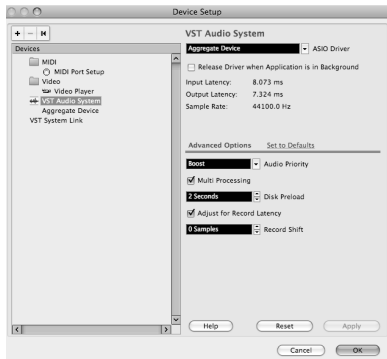 Device Setup
Devices
MIDI
MIDI Port Setup
Video
Video Player
VST Audio System
Aggregate Device
VST System Link
VST Audio System
Aggregate Device ASIO Driver
Release Driver when Application is in Background
Input Latency: 8.073 ms
Output Latency: 7.324 ms
Sample Rate: 44100.0 Hz
Advanced Options Set to Defaults
Boost Audio Priority
Multi Processing
2 Seconds Disk Preload
Adjust for Record Latency
0 Samples Record Shift
Help Reset Apply
Cancel OK